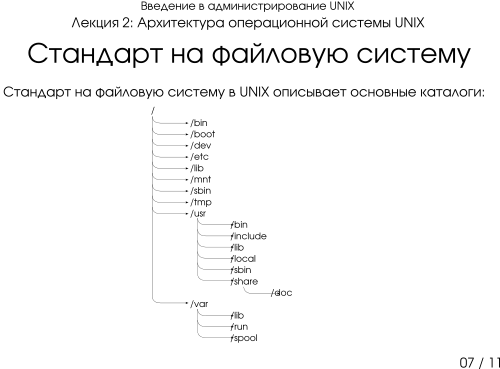 Введение в администрирование UNIX
Лекция 2: Архитектура операционной системы UNIX
Стандарт на файловую систему
Стандарт на файловую систему в UNIX описывает основные каталоги:
/
/bin
/boot
/dev
/etc
/lib
/mnt
/sbin
/tmp
/usr
/bin
/include
/lib
/local
/sbin
/share
/doc
/var
/lib
/run
/spool
07 / 11